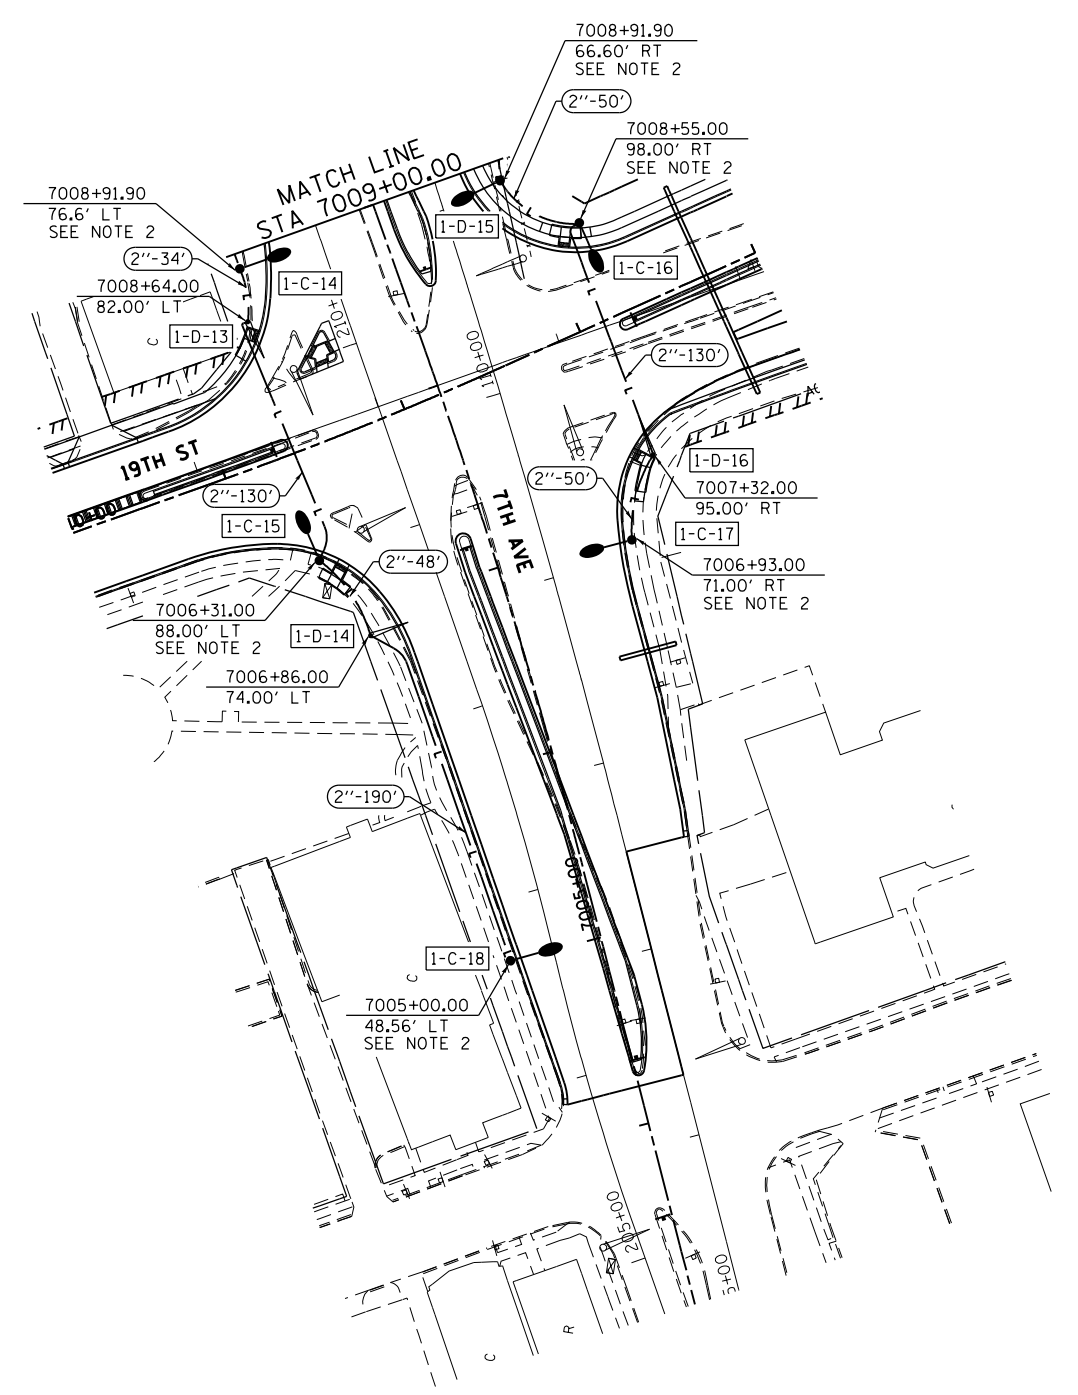 7008+91.90
66.60' RT
SEE NOTE 2
2''-50'
7008+55.00
98.00' RT
SEE NOTE 2
MATCH LINE
STA 7009+00.00
7008+91.90
76.6' LT
SEE NOTE 2
1-D-15
2''-34'
1-C-14
1-C-16
7008+64.00
82.00' LT
1-D-13
C
210+
110+00
2''-130'
19TH ST
1-D-16
2''-50'
7007+32.00
95.00' RT
2''-130'
7TH AVE
1-C-15
1-C-17
2''-48'
7006+93.00
71.00' RT
SEE NOTE 2
7006+31.00
88.00' LT
SEE NOTE 2
1-D-14
7006+86.00
74.00' LT
2''-190'
7005+00
1-C-18
C
7005+00.00
48.56' LT
SEE NOTE 2
205+00
5+00
C
R